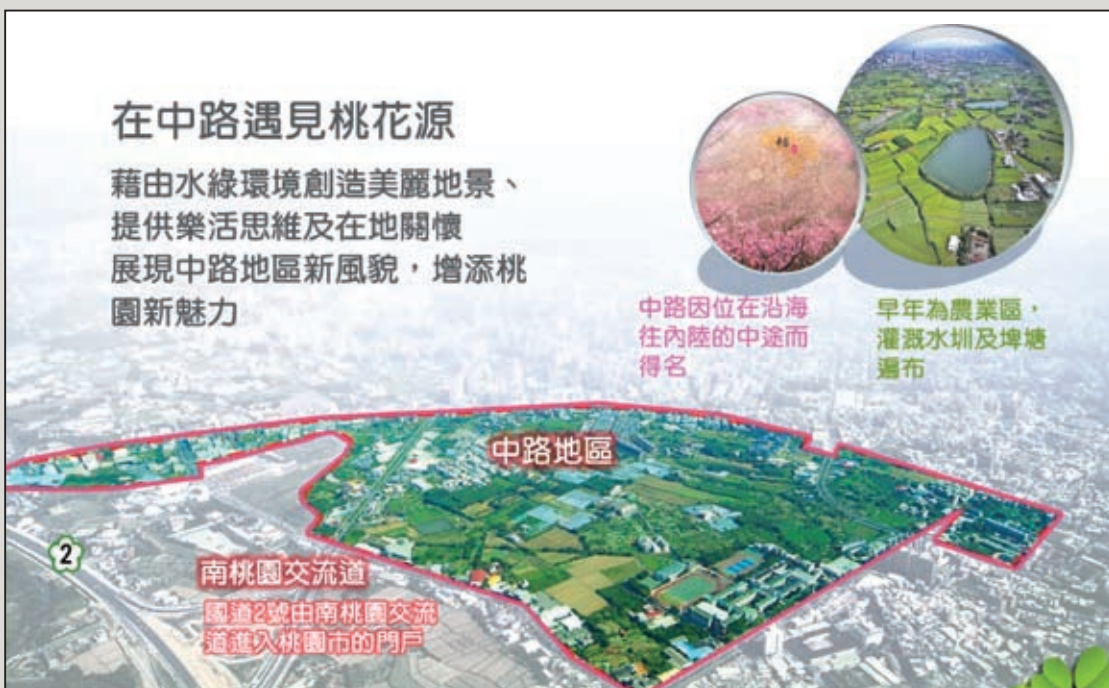 在中路遇見桃花源
藉由水綠環境創造美麗地景、
提供樂活思維及在地關懷
展現中路地區新風貌，增添桃
園新魅力
中路因位在沿海
往內陸的中途而
得名
早年為農業區，
灌溉水圳及埤塘
遍布
中路地區
2
南桃園交流道
國道2號由南桃園交流
道進入桃園市的門戶